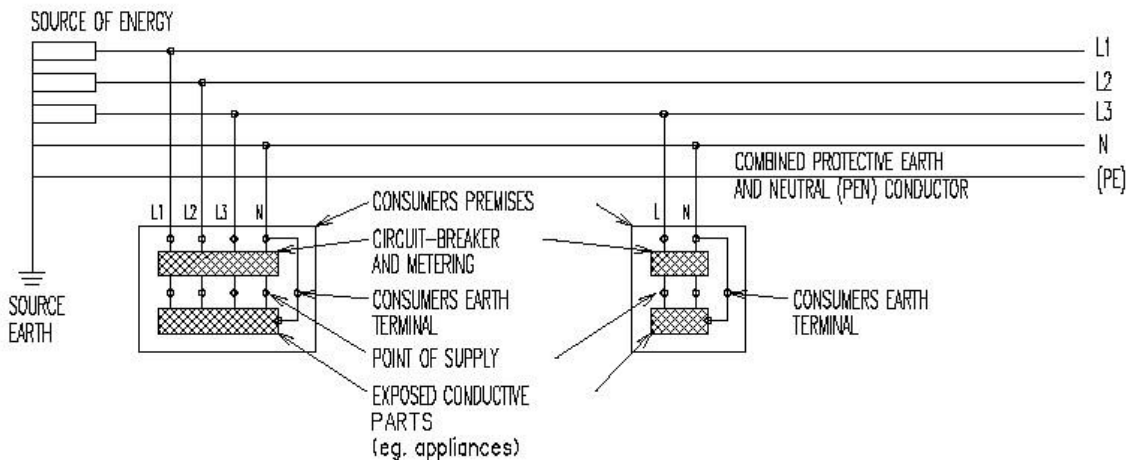 SOURCE OF ENERGY
L1
L2
L3
N
COMBINED PROTECTIVE EARTH
AND NEUTRAL (PEN) CONDUCTOR
(PE)
L1 L2 L3 N
CONSUMERS PREMISES
L N
CIRCUIT-BREAKER
AND METERING
SOURCE
EARTH
CONSUMERS EARTH
TERMINAL
CONSUMERS EARTH
TERMINAL
POINT OF SUPPLY
EXPOSED CONDUCTIVE
PARTS
(eg. appliances)